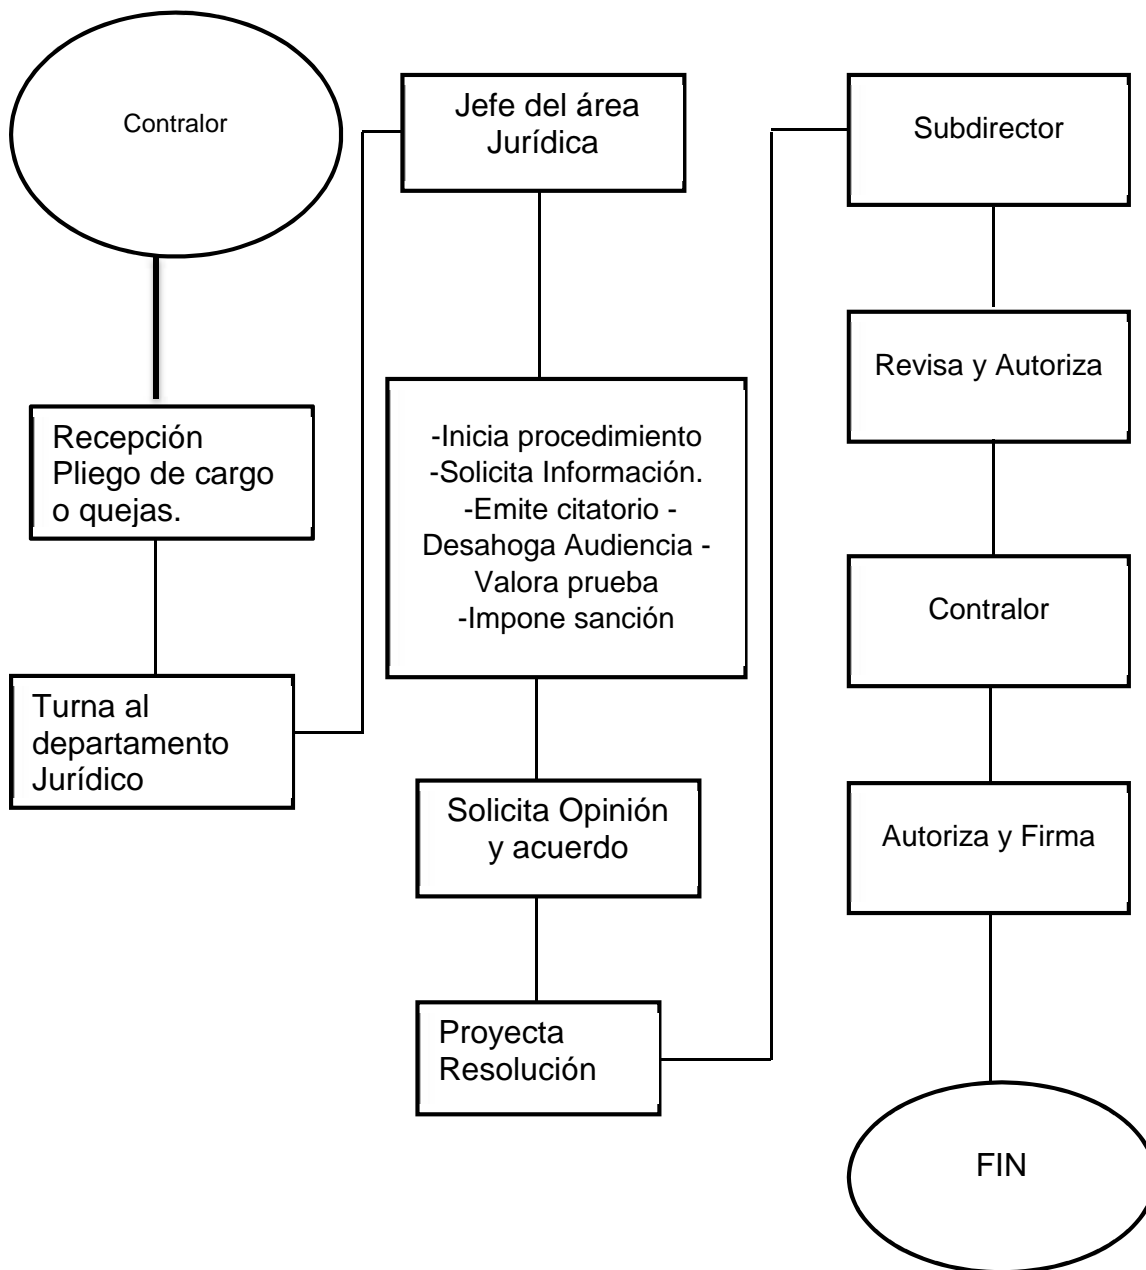 Contralor
Recepción
Pliego de cargo
o quejas.
Turna al
departamento
Jurídico
Jefe del área
Jurídica
-Inicia procedimiento
-Solicita Información.
-Emite citatorio -
Desahoga Audiencia -
Valora prueba
-Impone sanción
Solicita Opinión
y acuerdo
Proyecta
Resolución
Subdirector
Revisa y Autoriza
Contralor
Autoriza y Firma
FIN